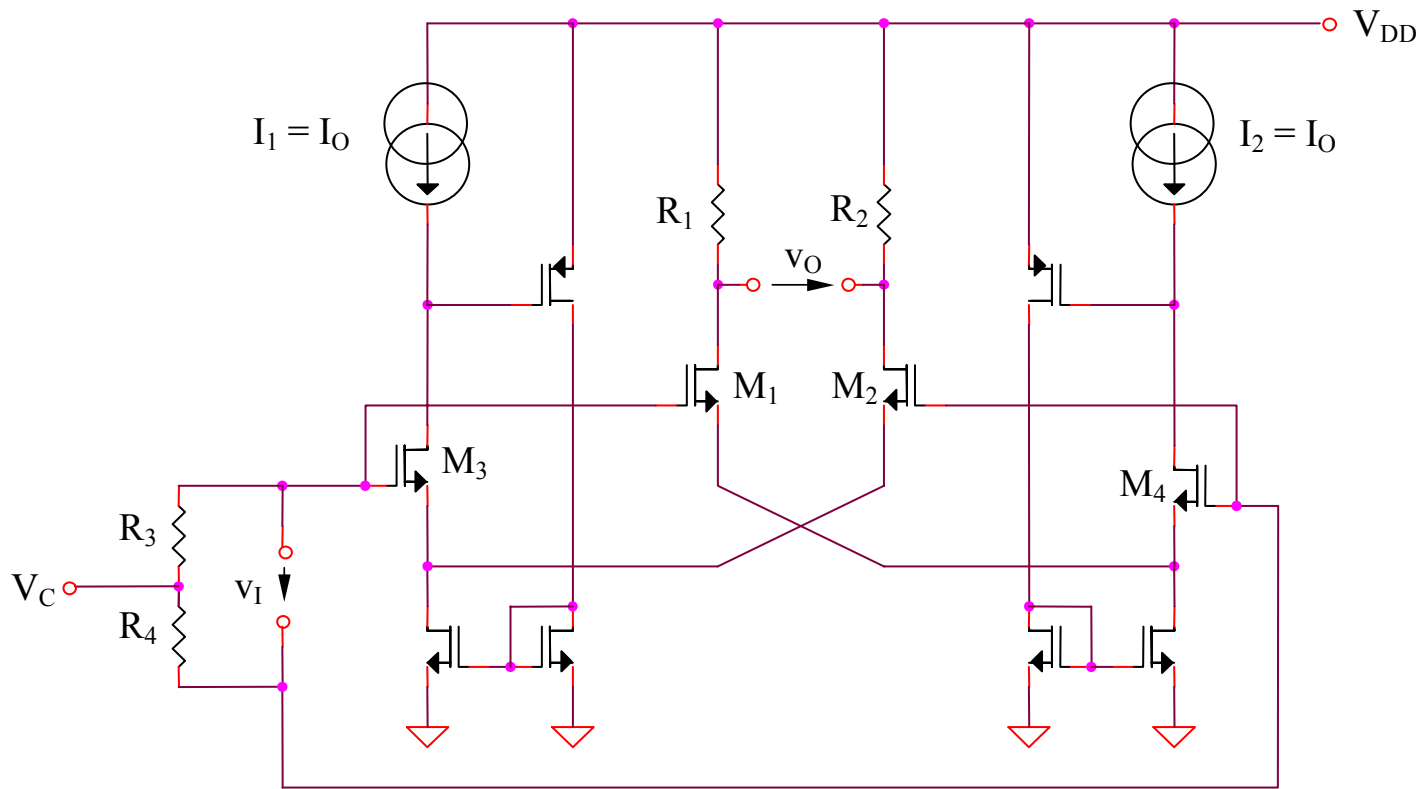 V_DD
I_1 = I_O
I_2 = I_O
R_1
R_2
v_O
M_1
M_2
M_3
M_4
R_3
V_C
v_I
R_4